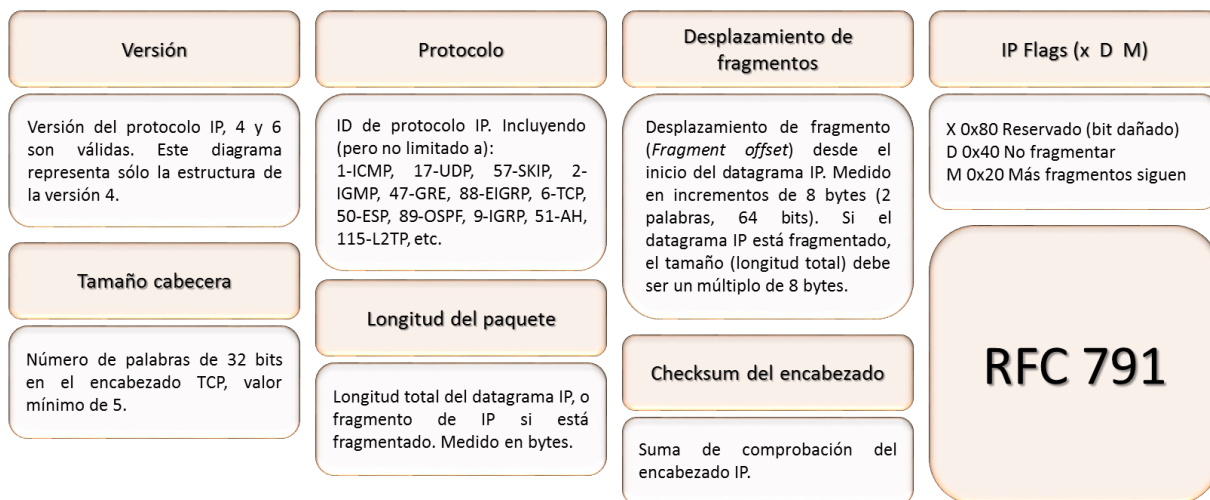 Versión
Versión del protocolo IP, 4 y 6
son válidas. Este diagrama
representa sólo la estructura de
la versión 4.
Tamaño cabecera
Número de palabras de 32 bits
en el encabezado TCP, valor
mínimo de 5.
Protocolo
ID de protocolo IP. Incluyendo
(pero no limitado a):
1-ICMP, 17-UDP, 57-SKIP, 2-
IGMP, 47-GRE, 88-EIGRP, 6-TCP,
50-ESP, 89-OSPF, 9-IGRP, 51-AH,
115-L2TP, etc.
Longitud del paquete
Longitud total del datagrama IP, o
fragmento de IP si está
fragmentado. Medido en bytes.
Desplazamiento de
fragmentos
Desplazamiento de fragmento
(Fragment offset) desde el
inicio del datagrama IP. Medido
en incrementos de 8 bytes (2
palabras, 64 bits). Si el
datagrama IP está fragmentado,
el tamaño (longitud total) debe
ser un múltiplo de 8 bytes.
Checksum del encabezado
Suma de comprobación del
encabezado IP.
IP Flags (x D M)
X 0x80 Reservado (bit dañado)
D 0x40 No fragmentar
M 0x20 Más fragmentos siguen
RFC 791